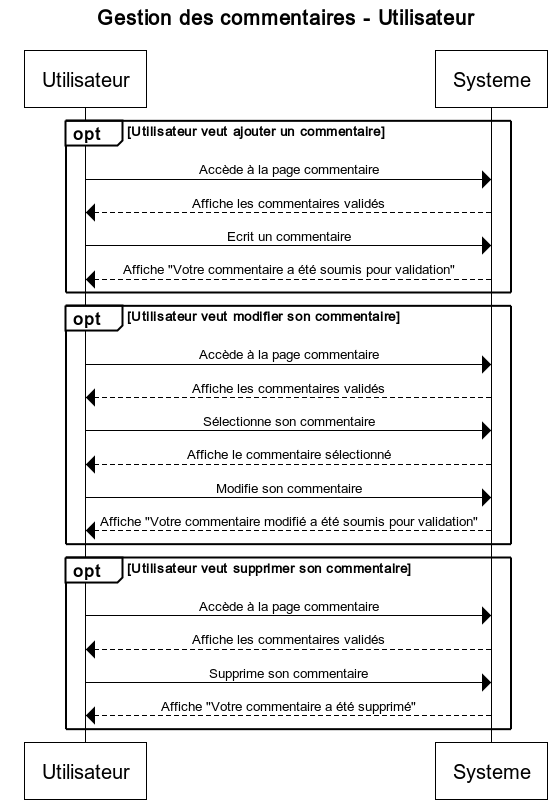 Gestion des commentaires - Utilisateur
Utilisateur
Systeme
opt [Utilisateur veut ajouter un commentaire]
Accède à la page commentaire
Affiche les commentaires validés
Ecrit un commentaire
Affiche "Votre commentaire a été soumis pour validation"
opt [Utilisateur veut modifier son commentaire]
Accède à la page commentaire
Affiche les commentaires validés
Sélectionne son commentaire
Affiche le commentaire sélectionné
Modifie son commentaire
Affiche "Votre commentaire modifié a été soumis pour validation"
opt [Utilisateur veut supprimer son commentaire]
Accède à la page commentaire
Affiche les commentaires validés
Supprime son commentaire
Affiche "Votre commentaire a été supprimé"
Utilisateur
Systeme